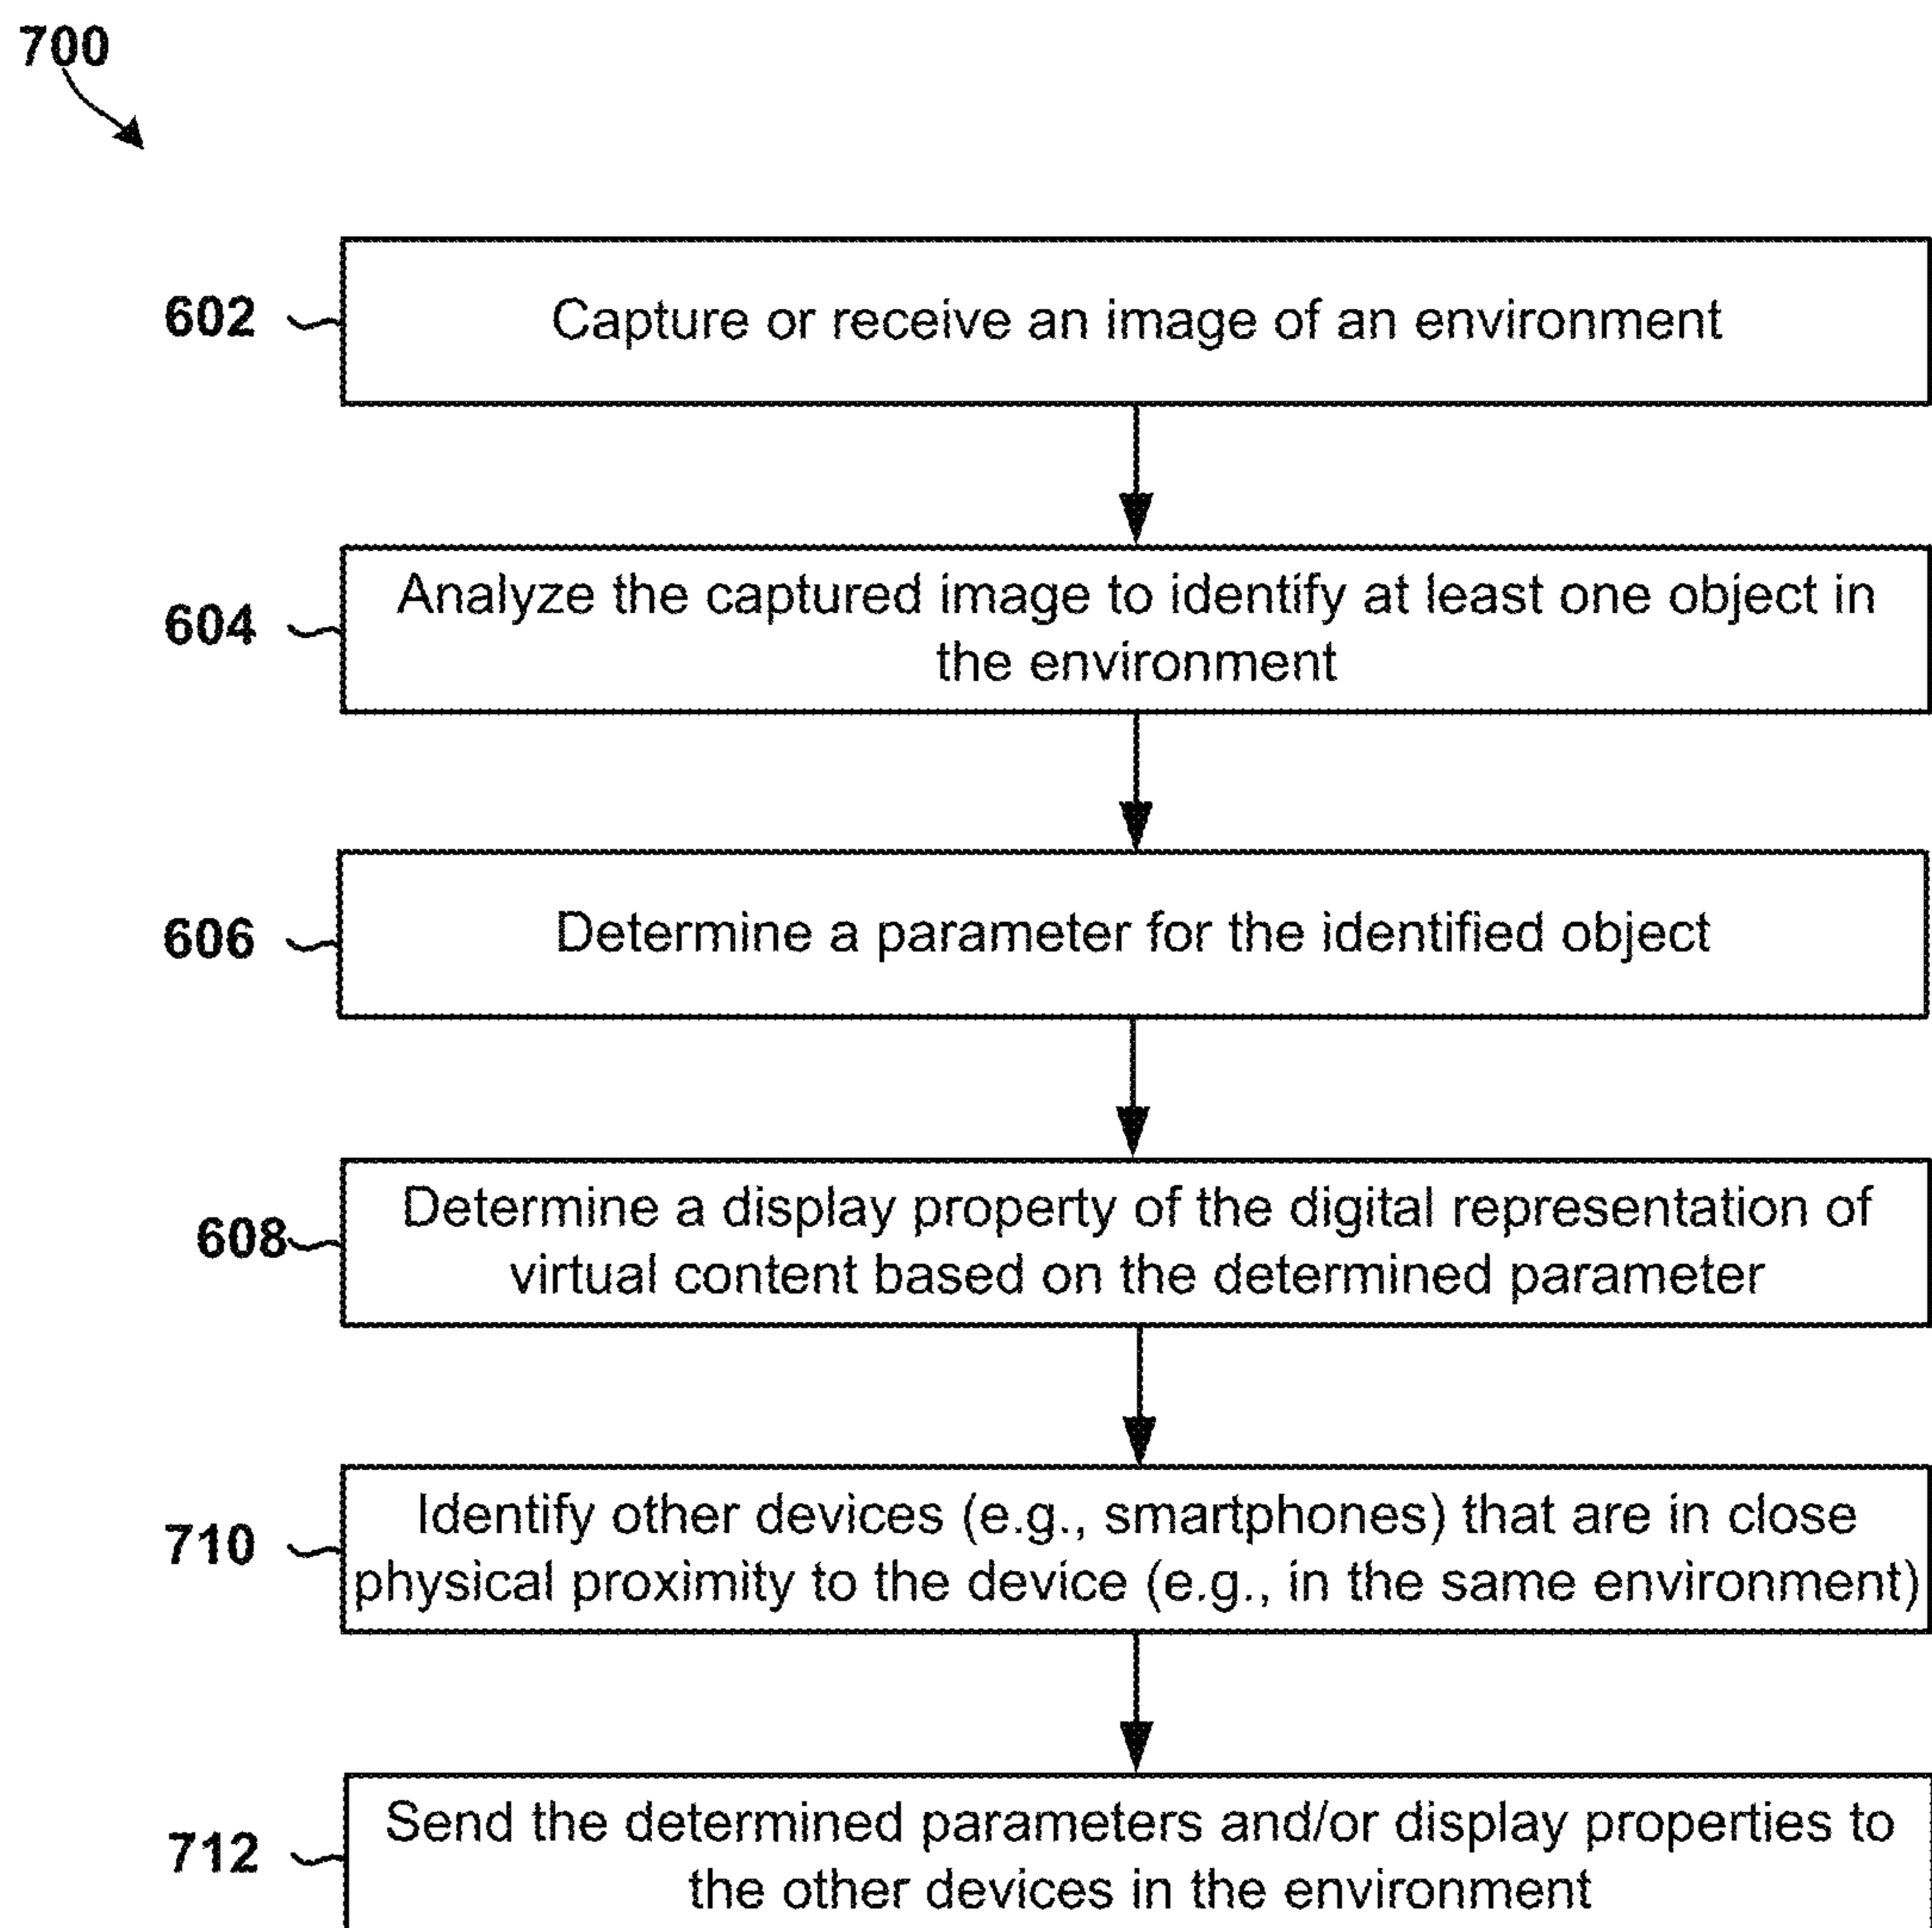 700
602 Capture or receive an image of an environment
604 Analyze the captured image to identify at least one object in
the environment
606 Determine a parameter for the identified object
608 Determine a display property of the digital representation of
virtual content based on the determined parameter
710 Identify other devices (e.g., smartphones) that are in close
physical proximity to the device (e.g., in the same environment)
712 Send the determined parameters and/or display properties to
the other devices in the environment